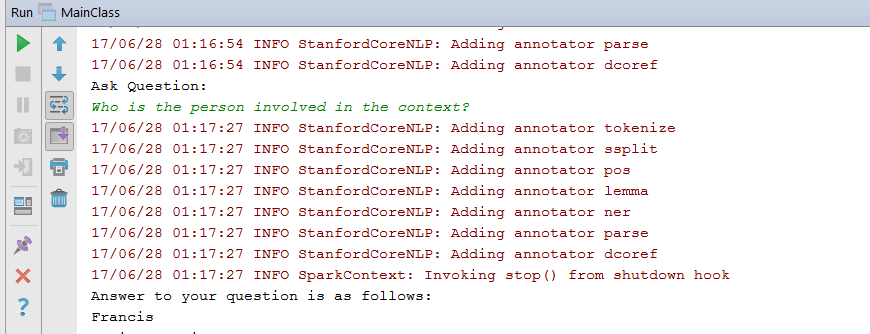 Run MainClass
17/06/28 01:16:54 INFO StanfordCoreNLP: Adding annotator parse
17/06/28 01:16:54 INFO StanfordCoreNLP: Adding annotator dcoref
Ask Question:
Who is the person involved in the context?
17/06/28 01:17:27 INFO StanfordCoreNLP: Adding annotator tokenize
17/06/28 01:17:27 INFO StanfordCoreNLP: Adding annotator ssplit
17/06/28 01:17:27 INFO StanfordCoreNLP: Adding annotator pos
17/06/28 01:17:27 INFO StanfordCoreNLP: Adding annotator lemma
17/06/28 01:17:27 INFO StanfordCoreNLP: Adding annotator ner
17/06/28 01:17:27 INFO StanfordCoreNLP: Adding annotator parse
17/06/28 01:17:27 INFO StanfordCoreNLP: Adding annotator dcoref
17/06/28 01:17:27 INFO SparkContext: Invoking stop() from shutdown hook
Answer to your question is as follows:
Francis